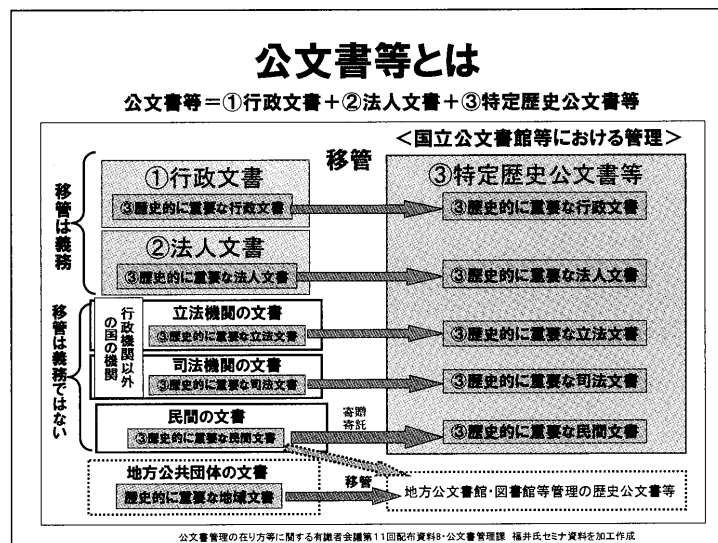 公文書等とは
公文書等＝①行政文書＋②法人文書＋③特定歴史公文書等
＜国立公文書館等における管理＞
移管
移管は義務
①行政文書
③歴史的に重要な行政文書
②法人文書
③歴史的に重要な法人文書
③特定歴史公文書等
③歴史的に重要な行政文書
③歴史的に重要な法人文書
③歴史的に重要な立法文書
③歴史的に重要な司法文書
③歴史的に重要な民間文書
移管は義務ではない
行政機関以外
の国の機関
立法機関の文書
③歴史的に重要な立法文書
司法機関の文書
③歴史的に重要な司法文書
民間の文書
③歴史的に重要な民間文書
寄贈
寄託
地方公共団体の文書
歴史的に重要な地域文書
移管
地方公文書館・図書館等管理の歴史公文書等
公文書管理の在り方等に関する有識者会議第11回配布資料8・公文書管理課 福井氏セミナ資料を加工作成